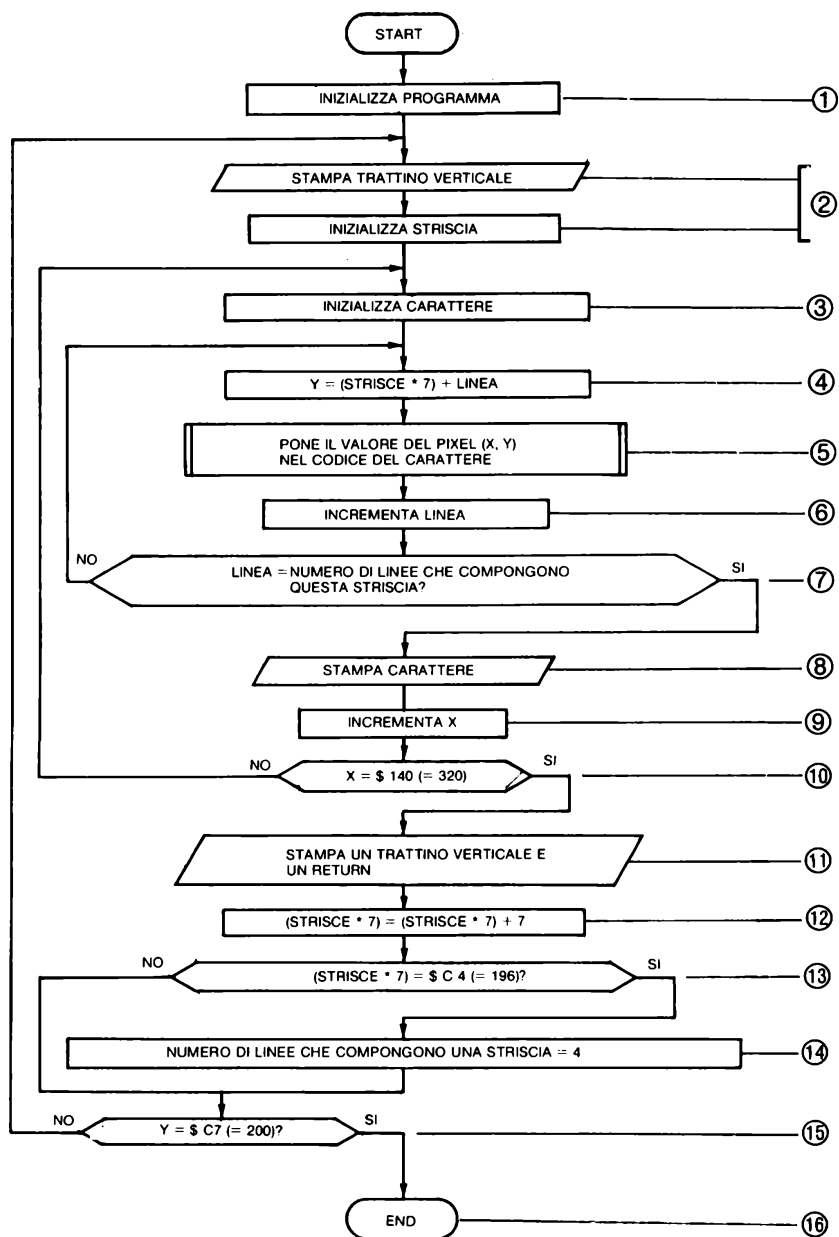 START
INIZIALIZZA PROGRAMMA
①
STAMPA TRATTINO VERTICALE
②
INIZIALIZZA STRISCIA
INIZIALIZZA CARATTERE
③
Y = (STRISCE * 7) + LINEA
④
PONE IL VALORE DEL PIXEL (X, Y)
NEL CODICE DEL CARATTERE
⑤
INCREMENTA LINEA
⑥
NO
LINEA = NUMERO DI LINEE CHE COMPONGONO
QUESTA STRISCIA?
SI
⑦
STAMPA CARATTERE
⑧
INCREMENTA X
⑨
NO
X = $ 140 (= 320)
SI
⑩
STAMPA UN TRATTINO VERTICALE E
UN RETURN
⑪
(STRISCE * 7) = (STRISCE * 7) + 7
⑫
NO
(STRISCE * 7) = $ C 4 (= 196)?
SI
⑬
NUMERO DI LINEE CHE COMPONGONO UNA STRISCIA = 4
⑭
NO
Y = $ C7 (= 200)?
SI
⑮
END
⑯